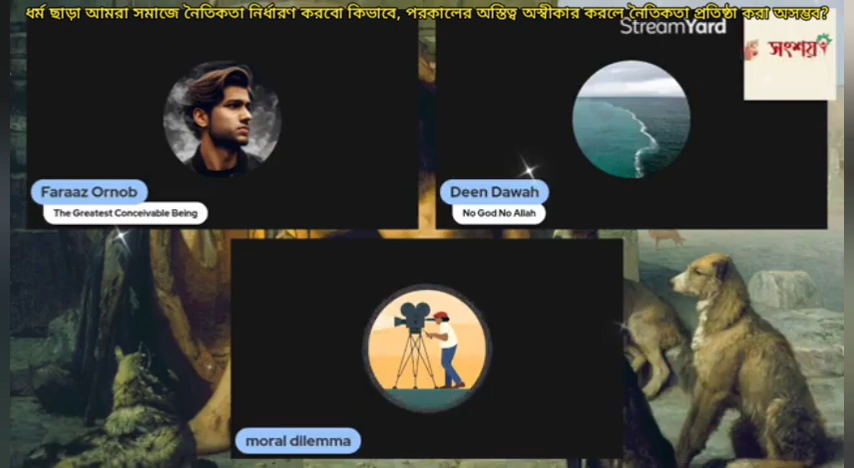 ধর্ম ছাড়া আমরা সমাজে নৈতিকতা নির্ধারণ করবো কিভাবে, পরকালের অস্তিত্ব অস্বীকার করলে নৈতিকতা প্রতিষ্ঠা করা অসম্ভব?
StreamYard
সংশয়
Faraaz Ornob
The Greatest Conceivable Being
Deen Dawah
No God No Allah
moral dilemma